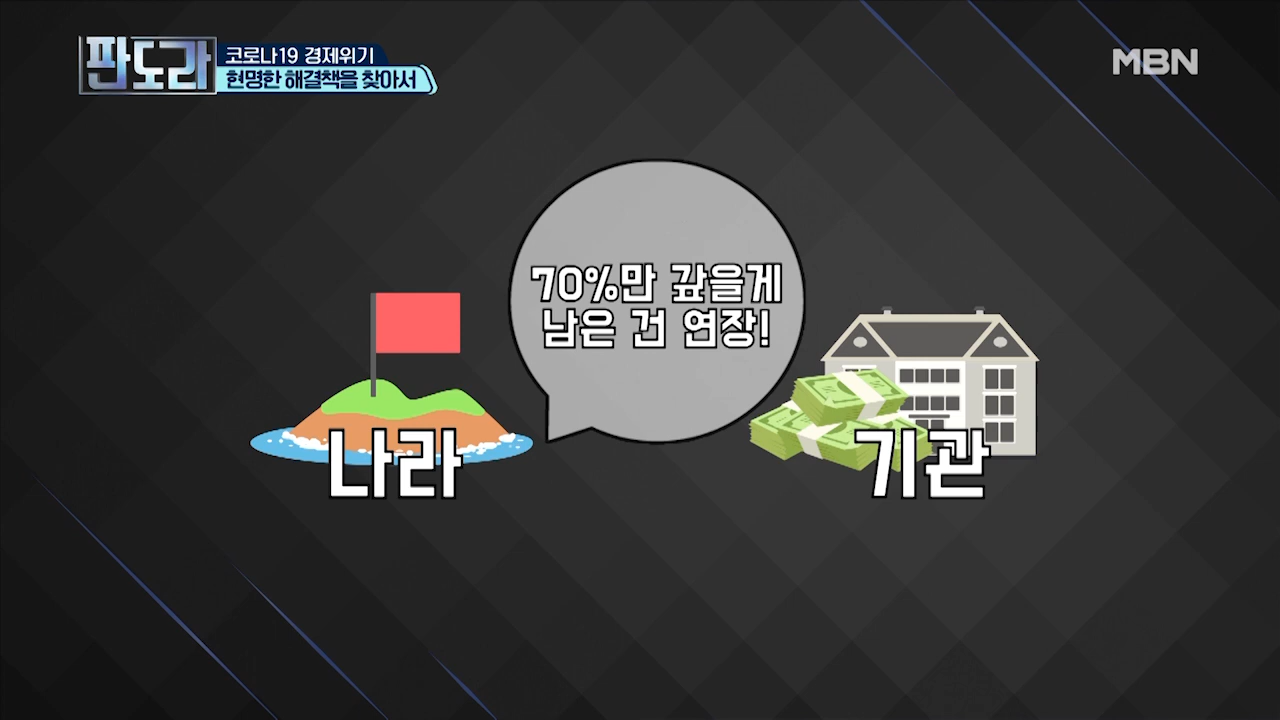 판도라
코로나19 경제위기
현명한 해결책을 찾아서
MBN
70%만 갚을게
남은 건 연장!
나라
기관